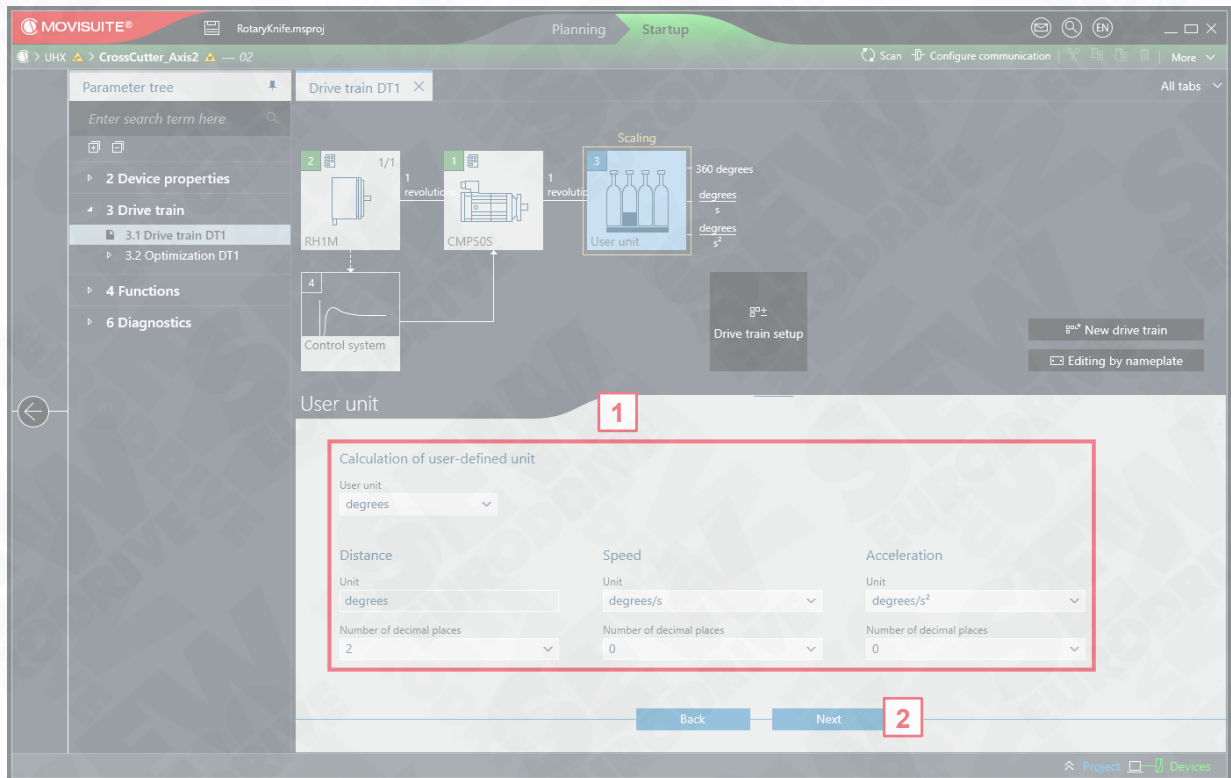 MOVISUITE®
RotaryKnife.msproj
Planning
Startup
EN
> UHX > CrossCutter_Axis2 — 02
Scan
Configure communication
More
Parameter tree
Drive train DT1
All tabs
Enter search term here
2 Device properties
3 Drive train
3.1 Drive train DT1
3.2 Optimization DT1
4 Functions
6 Diagnostics
Scaling
2
1/1
RH1M
1
revolutions
1
CMP50S
1
revolutio
3
User unit
360 degrees
degrees
s
degrees
s²
4
Control system
Drive train setup
New drive train
Editing by nameplate
User unit
1
Calculation of user-defined unit
User unit
degrees
Distance
Speed
Acceleration
Unit
Unit
Unit
degrees
degrees/s
degrees/s²
Number of decimal places
Number of decimal places
Number of decimal places
2
0
0
Back
Next
2
Project
Devices